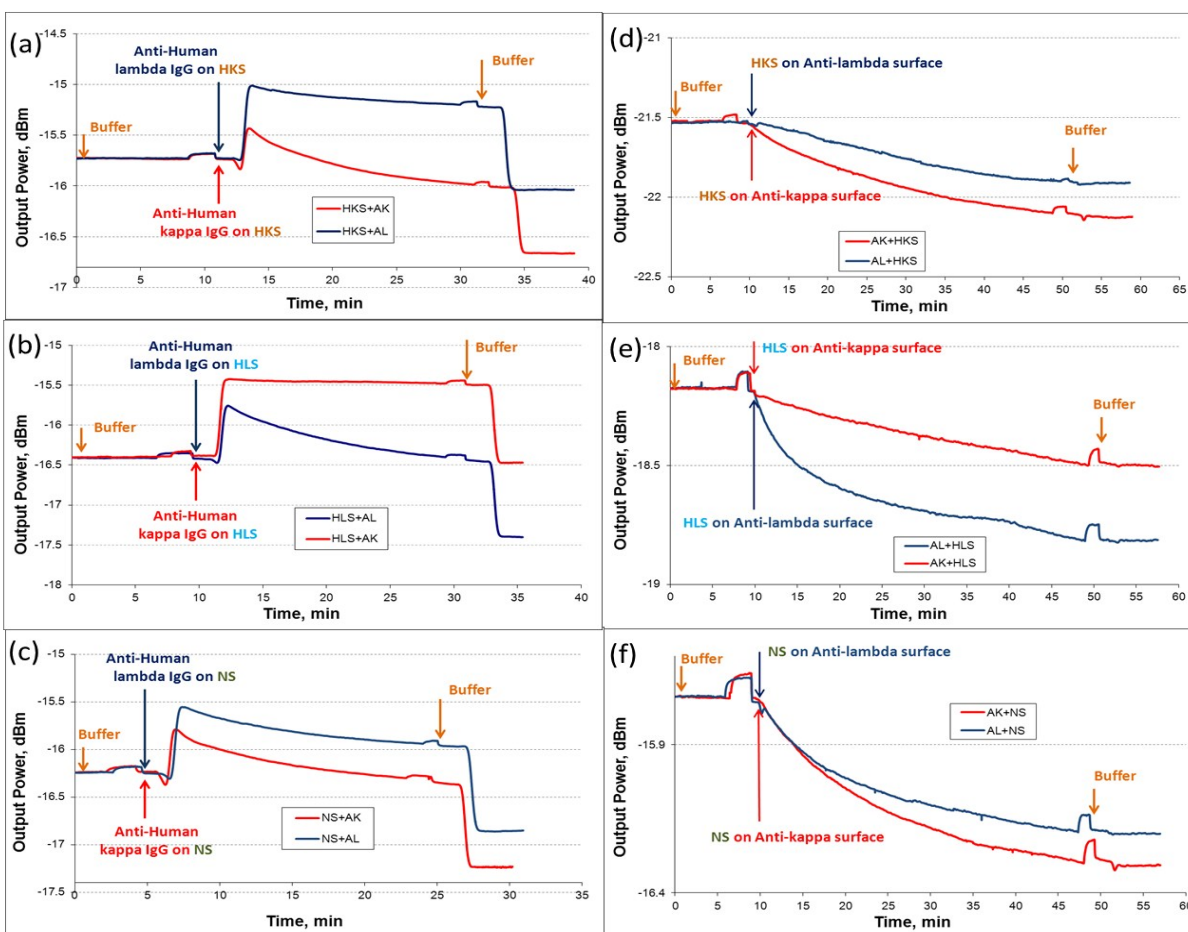 (a)
-14.5
-15
-15.5
-16
-16.5
-17
Output Power, dBm
Anti-Human
lambda IgG on HKS
Buffer
Buffer
Anti-Human
kappa IgG on HKS
HKS+AK
HKS+AL
0 5 10 15 20 25 30 35 40
Time, min
(d)
-21
-21.5
-22
-22.5
Output Power, dBm
HKS on Anti-lambda surface
Buffer
Buffer
HKS on Anti-kappa surface
AK+HKS
AL+HKS
0 5 10 15 20 25 30 35 40 45 50 55 60 65
Time, min
(b)
-15
-15.5
-16
-16.5
-17
-17.5
-18
Output Power, dBm
Anti-Human
lambda IgG on HLS
Buffer
Buffer
Anti-Human
kappa IgG on HLS
HLS+AL
HLS+AK
0 5 10 15 20 25 30 35 40
Time, min
(e)
-18
-18.5
-19
Output Power, dBm
HLS on Anti-kappa surface
Buffer
Buffer
HLS on Anti-lambda surface
AL+HLS
AK+HLS
0 5 10 15 20 25 30 35 40 45 50 55 60
Time, min
(c)
-15
-15.5
-16
-16.5
-17
-17.5
Output Power, dBm
Anti-Human
lambda IgG on NS
Buffer
Buffer
Anti-Human
kappa IgG on NS
NS+AK
NS+AL
0 5 10 15 20 25 30 35
Time, min
(f)
-15.9
-16.4
Output Power, dBm
NS on Anti-lambda surface
Buffer
AK+NS
AL+NS
Buffer
NS on Anti-kappa surface
0 5 10 15 20 25 30 35 40 45 50 55 60
Time, min